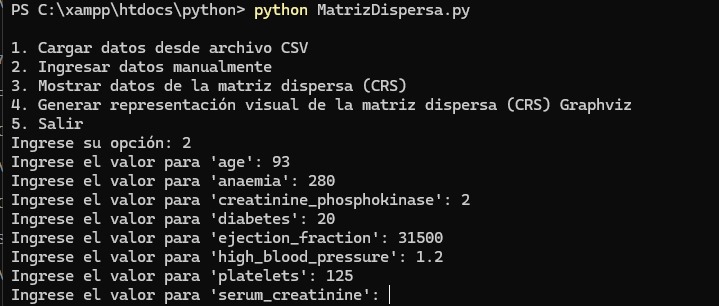 PS C:\xampp\htdocs\python> python MatrizDispersa.py
1. Cargar datos desde archivo CSV
2. Ingresar datos manualmente
3. Mostrar datos de la matriz dispersa (CRS)
4. Generar representación visual de la matriz dispersa (CRS) Graphviz
5. Salir
Ingrese su opción: 2
Ingrese el valor para 'age': 93
Ingrese el valor para 'anaemia': 280
Ingrese el valor para 'creatinine_phosphokinase': 2
Ingrese el valor para 'diabetes': 20
Ingrese el valor para 'ejection_fraction': 31500
Ingrese el valor para 'high_blood_pressure': 1.2
Ingrese el valor para 'platelets': 125
Ingrese el valor para 'serum_creatinine':